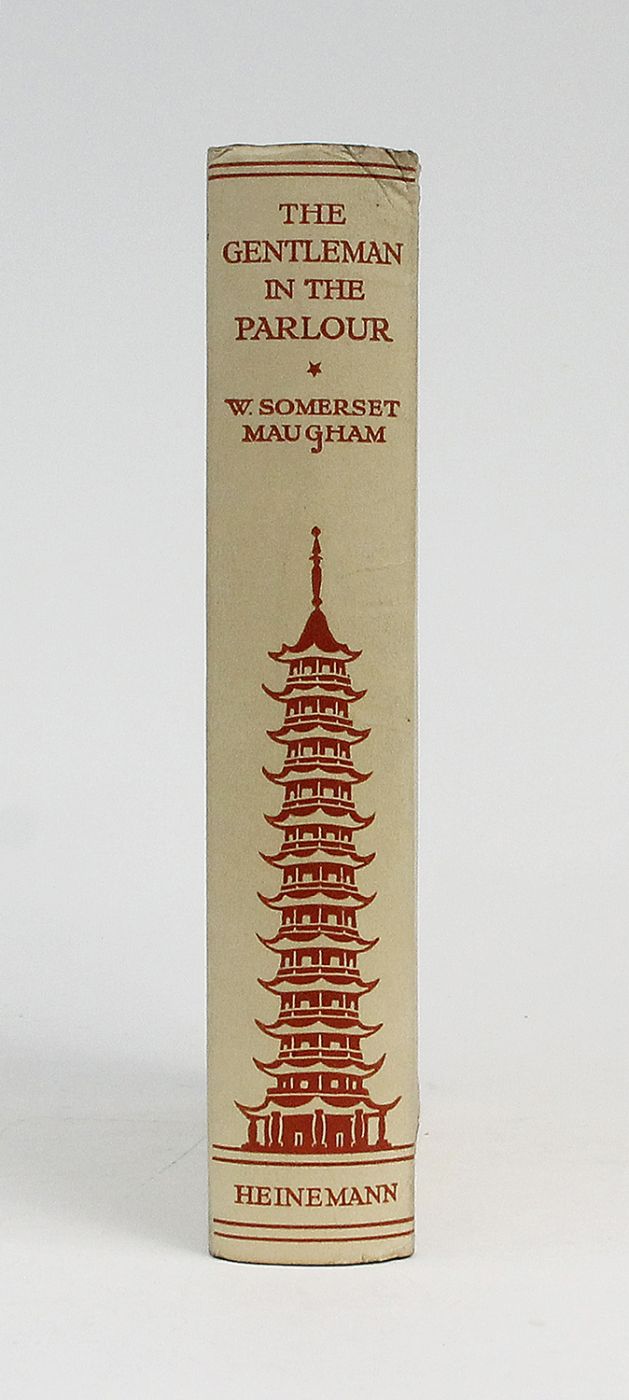 THE
GENTLEMAN
IN THE
PARLOUR
W. SOMERSET
MAUGHAM
HEINEMANN